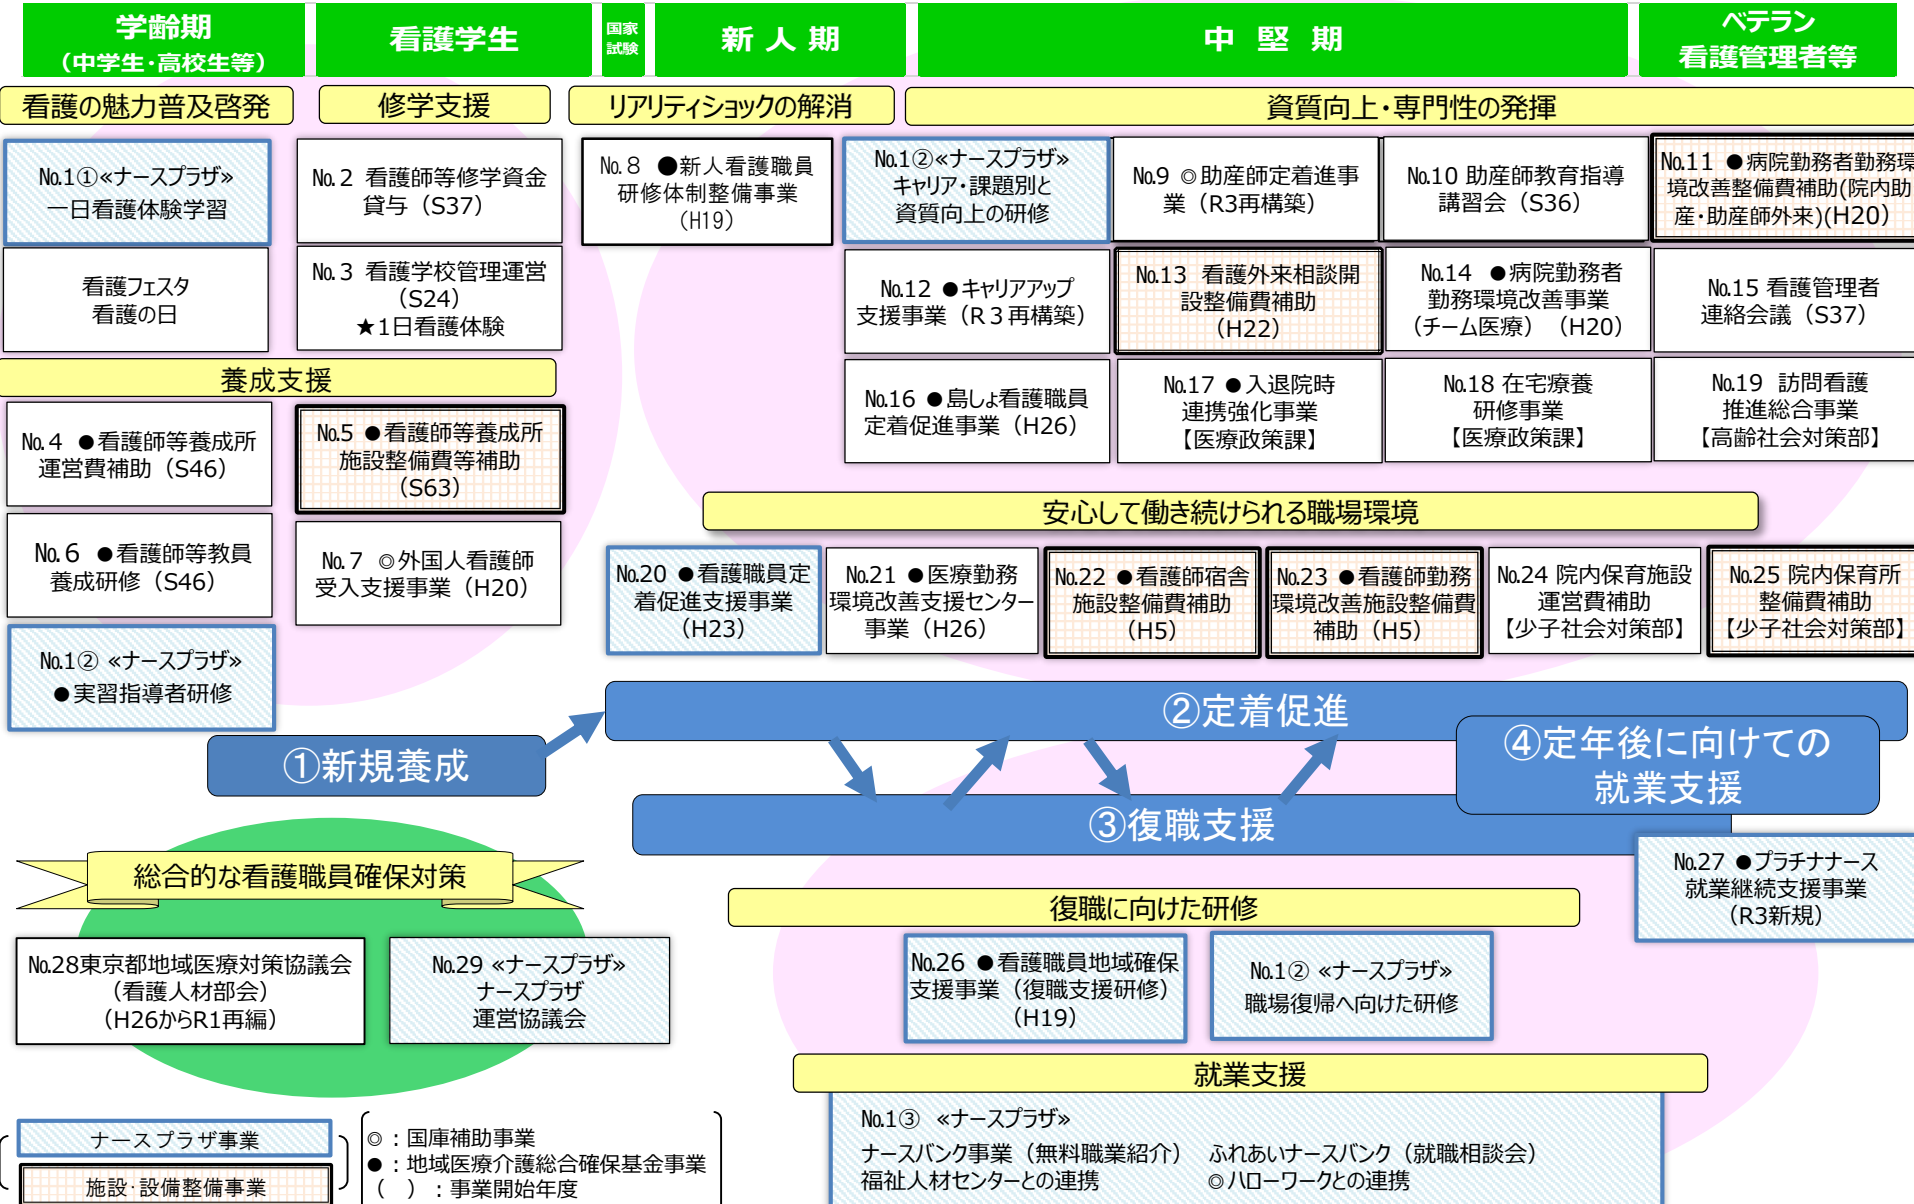 学齢期
（中学生・高校生等）
看護学生
国家
試験
新人期
中堅期
ベテラン
看護管理者等
看護の魅力普及啓発
修学支援
リアリティショックの解消
資質向上・専門性の発揮
No.1①≪ナースプラザ≫
一日看護体験学習
No.2 看護師等修学資金
貸与（S37）
No.8 ●新人看護職員
研修体制整備事業
（H19）
No.1②≪ナースプラザ≫
キャリア・課題別と
資質向上の研修
No.9 ◎助産師定着進事
業（R3再構築）
No.10 助産師教育指導
講習会（S36）
No.11 ●病院勤務者勤務環
境改善整備費補助(院内助
産・助産師外来)(H20）
看護フェスタ
看護の日
No.3 看護学校管理運営
（S24）
★1日看護体験
No.12 ●キャリアアップ
支援事業（R３再構築）
No.13 看護外来相談開
設整備費補助
（H22）
No.14 ●病院勤務者
勤務環境改善事業
（チーム医療）（H20）
No.15 看護管理者
連絡会議（S37）
養成支援
No.16 ●島しょ看護職員
定着促進事業（H26）
No.17 ●入退院時
連携強化事業
【医療政策課】
No.18 在宅療養
研修事業
【医療政策課】
No.19 訪問看護
推進総合事業
【高齢社会対策部】
No.4 ●看護師等養成所
運営費補助（S46）
No.5 ●看護師等養成所
施設整備費等補助
（S63）
No.6 ●看護師等教員
養成研修（S46）
No.7 ◎外国人看護師
受入支援事業（H20）
No.1② ≪ナースプラザ≫
●実習指導者研修
安心して働き続けられる職場環境
No.20 ●看護職員定
着促進支援事業
（H23）
No.21 ●医療勤務
環境改善支援センター
事業（H26）
No.22 ●看護師宿舎
施設整備費補助
（H5）
No.23 ●看護師勤務
環境改善施設整備費
補助（H5）
No.24 院内保育施設
運営費補助
【少子社会対策部】
No.25 院内保育所
整備費補助
【少子社会対策部】
②定着促進
①新規養成
④定年後に向けての
就業支援
③復職支援
No.27 ●プラチナナース
就業継続支援事業
（R3新規）
総合的な看護職員確保対策
No.28東京都地域医療対策協議会
（看護人材部会）
（H26からR1再編）
No.29 ≪ナースプラザ≫
ナースプラザ
運営協議会
復職に向けた研修
No.26 ●看護職員地域確保
支援事業（復職支援研修）
（H19）
No.1② ≪ナースプラザ≫
職場復帰へ向けた研修
就業支援
No.1③ ≪ナースプラザ≫
ナースバンク事業（無料職業紹介） ふれあいナースバンク（就職相談会）
福祉人材センターとの連携 ◎ハローワークとの連携
ナースプラザ事業
施設・設備整備事業
◎：国庫補助事業
●：地域医療介護総合確保基金事業
（　）：事業開始年度